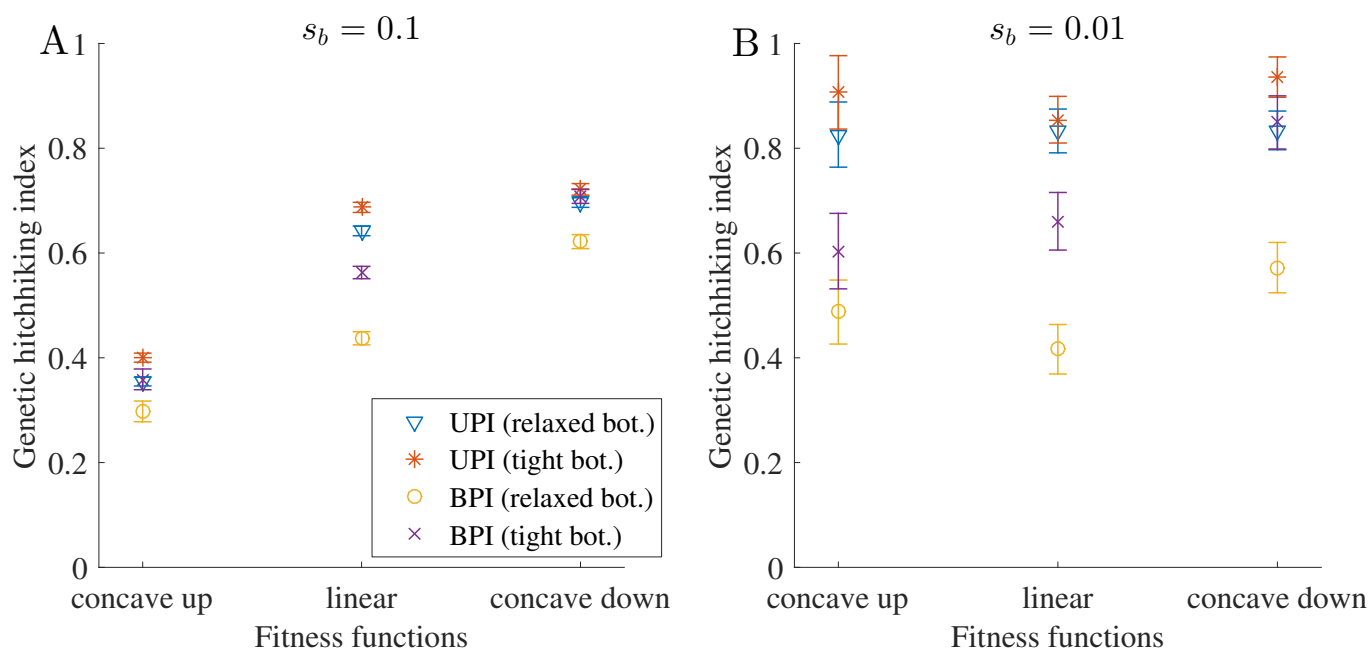 A
s_b = 0.1
Genetic hitchhiking index
1
0.8
0.6
0.4
0.2
0
concave up
linear
concave down
Fitness functions
UPI (relaxed bot.)
UPI (tight bot.)
BPI (relaxed bot.)
BPI (tight bot.)
B
s_b = 0.01
Genetic hitchhiking index
1
0.8
0.6
0.4
0.2
0
concave up
linear
concave down
Fitness functions